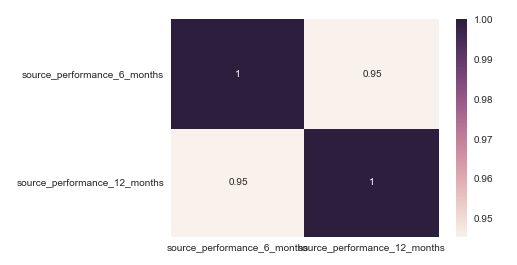 1.00
source_performance_6_months
1
0.95
0.99
0.98
0.97
source_performance_12_months
0.95
1
0.96
0.95
source_performance_6_months
source_performance_12_months